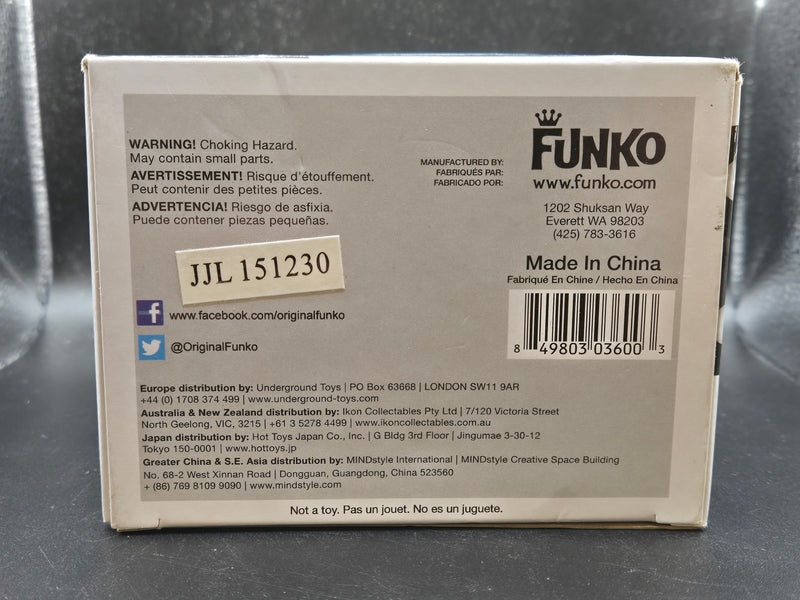 WARNING! Choking Hazard.
May contain small parts.
AVERTISSEMENT! Risque d'étouffement.
Peut contenir des petites pièces.
ADVERTENCIA! Riesgo de asfixia.
Puede contener piezas pequeñas.
MANUFACTURED BY:
FABRIQUÉS PAR:
FABRICADO POR:
FUNKO
www.funko.com
1202 Shuksan Way
Everett WA 98203
(425) 783-3616
JJL 151230
Made In China
Fabriqué En Chine / Hecho En China
8 49803 03600 3
f www.facebook.com/originalfunko
@OriginalFunko
Europe distribution by: Underground Toys | PO Box 63668 | LONDON SW11 9AR
+44 (0) 1708 374 499 | www.underground-toys.com
Australia & New Zealand distribution by: Ikon Collectables Pty Ltd | 7/120 Victoria Street
North Geelong, VIC, 3215 | +61 3 5278 4499 | www.ikoncollectables.com.au
Japan distribution by: Hot Toys Japan Co., Inc. | G Bldg 3rd Floor | Jingumae 3-30-12
Tokyo 150-0001 | www.hottoys.jp
Greater China & S.E. Asia distribution by: MINDstyle International | MINDstyle Creative Space Building
No. 68-2 West Xinnan Road | Dongguan, Guangdong, China 523560
+ (86) 769 8109 9090 | www.mindstyle.com
Not a toy. Pas un jouet. No es un juguete.